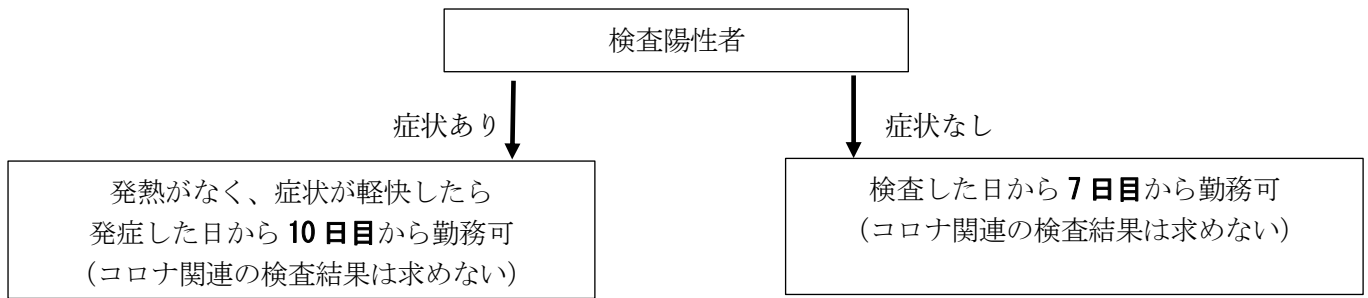 検査陽性者
症状あり
症状なし
発熱がなく、症状が軽快したら
発症した日から 10 日目から勤務可
（コロナ関連の検査結果は求めない）
検査した日から 7 日目から勤務可
（コロナ関連の検査結果は求めない）